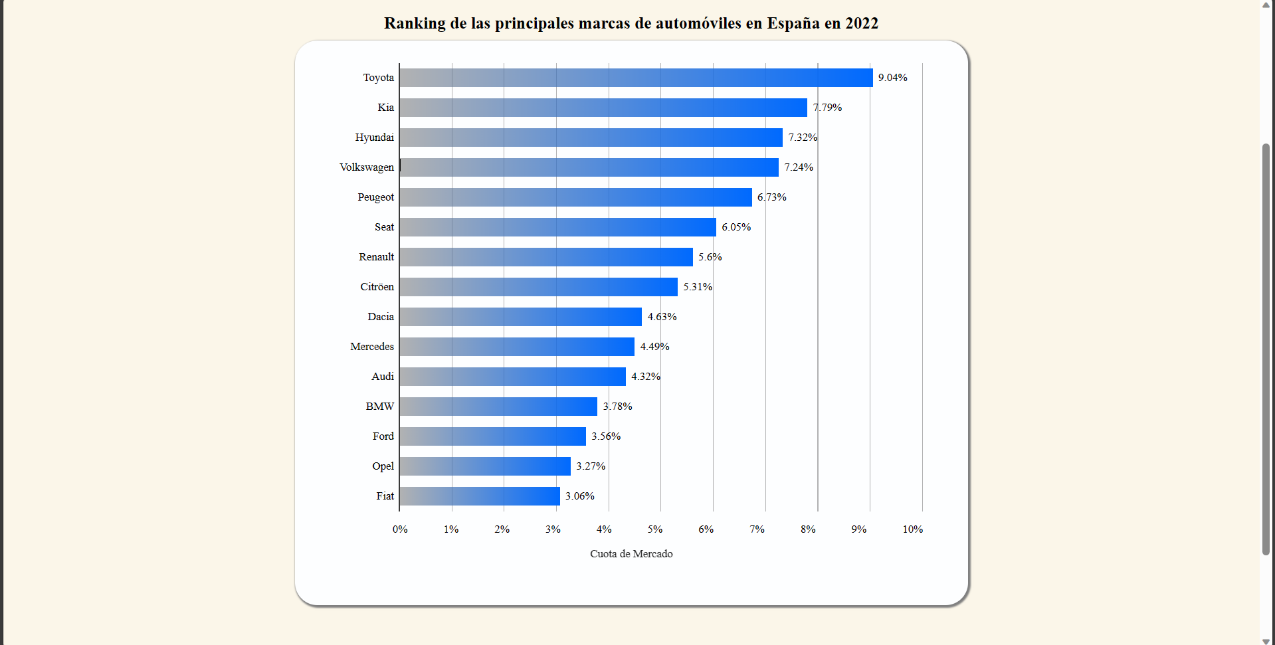 Ranking de las principales marcas de automóviles en España en 2022
Toyota 9.04%
Kia 7.79%
Hyundai 7.32%
Volkswagen 7.24%
Peugeot 6.73%
Seat 6.05%
Renault 5.6%
Citröen 5.31%
Dacia 4.63%
Mercedes 4.49%
Audi 4.32%
BMW 3.78%
Ford 3.56%
Opel 3.27%
Fiat 3.06%
0% 1% 2% 3% 4% 5% 6% 7% 8% 9% 10%
Cuota de Mercado